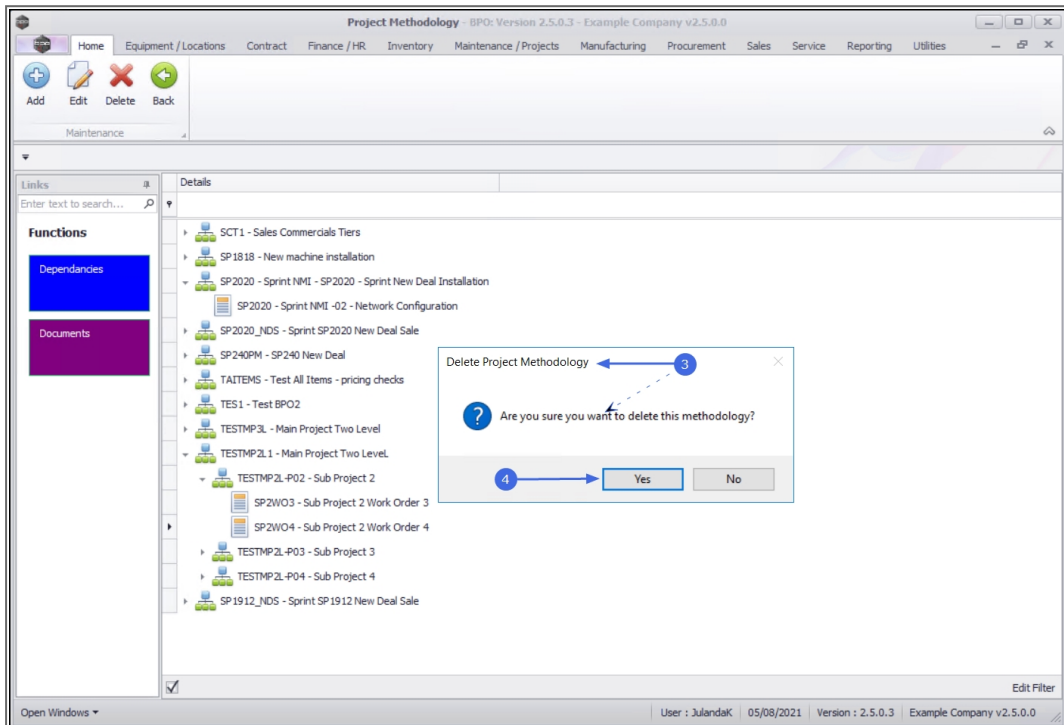 Project Methodology - BPO: Version 2.5.0.3 - Example Company v2.5.0.0
Home Equipment / Locations Contract Finance / HR Inventory Maintenance / Projects Manufacturing Procurement Sales Service Reporting Utilities
Add Edit Delete Back
Maintenance
Links
Enter text to search...
Functions
Dependancies
Documents
Details
SCT1 - Sales Commercials Tiers
SP1818 - New machine installation
SP2020 - Sprint NMI - SP2020 - Sprint New Deal Installation
SP2020 - Sprint NMI -02 - Network Configuration
SP2020_NDS - Sprint SP2020 New Deal Sale
SP240PM - SP240 New Deal
TAITEMS - Test All Items - pricing checks
TES1 - Test BPO2
TESTMP3L - Main Project Two Level
TESTMP2L1 - Main Project Two LeveL
TESTMP2L-P02 - Sub Project 2
SP2WO3 - Sub Project 2 Work Order 3
SP2WO4 - Sub Project 2 Work Order 4
TESTMP2L-P03 - Sub Project 3
TESTMP2L-P04 - Sub Project 4
SP1912_NDS - Sprint SP1912 New Deal Sale
Delete Project Methodology
3
Are you sure you want to delete this methodology?
4
Yes No
Edit Filter
Open Windows User : JulandaK 05/08/2021 Version : 2.5.0.3 Example Company v2.5.0.0